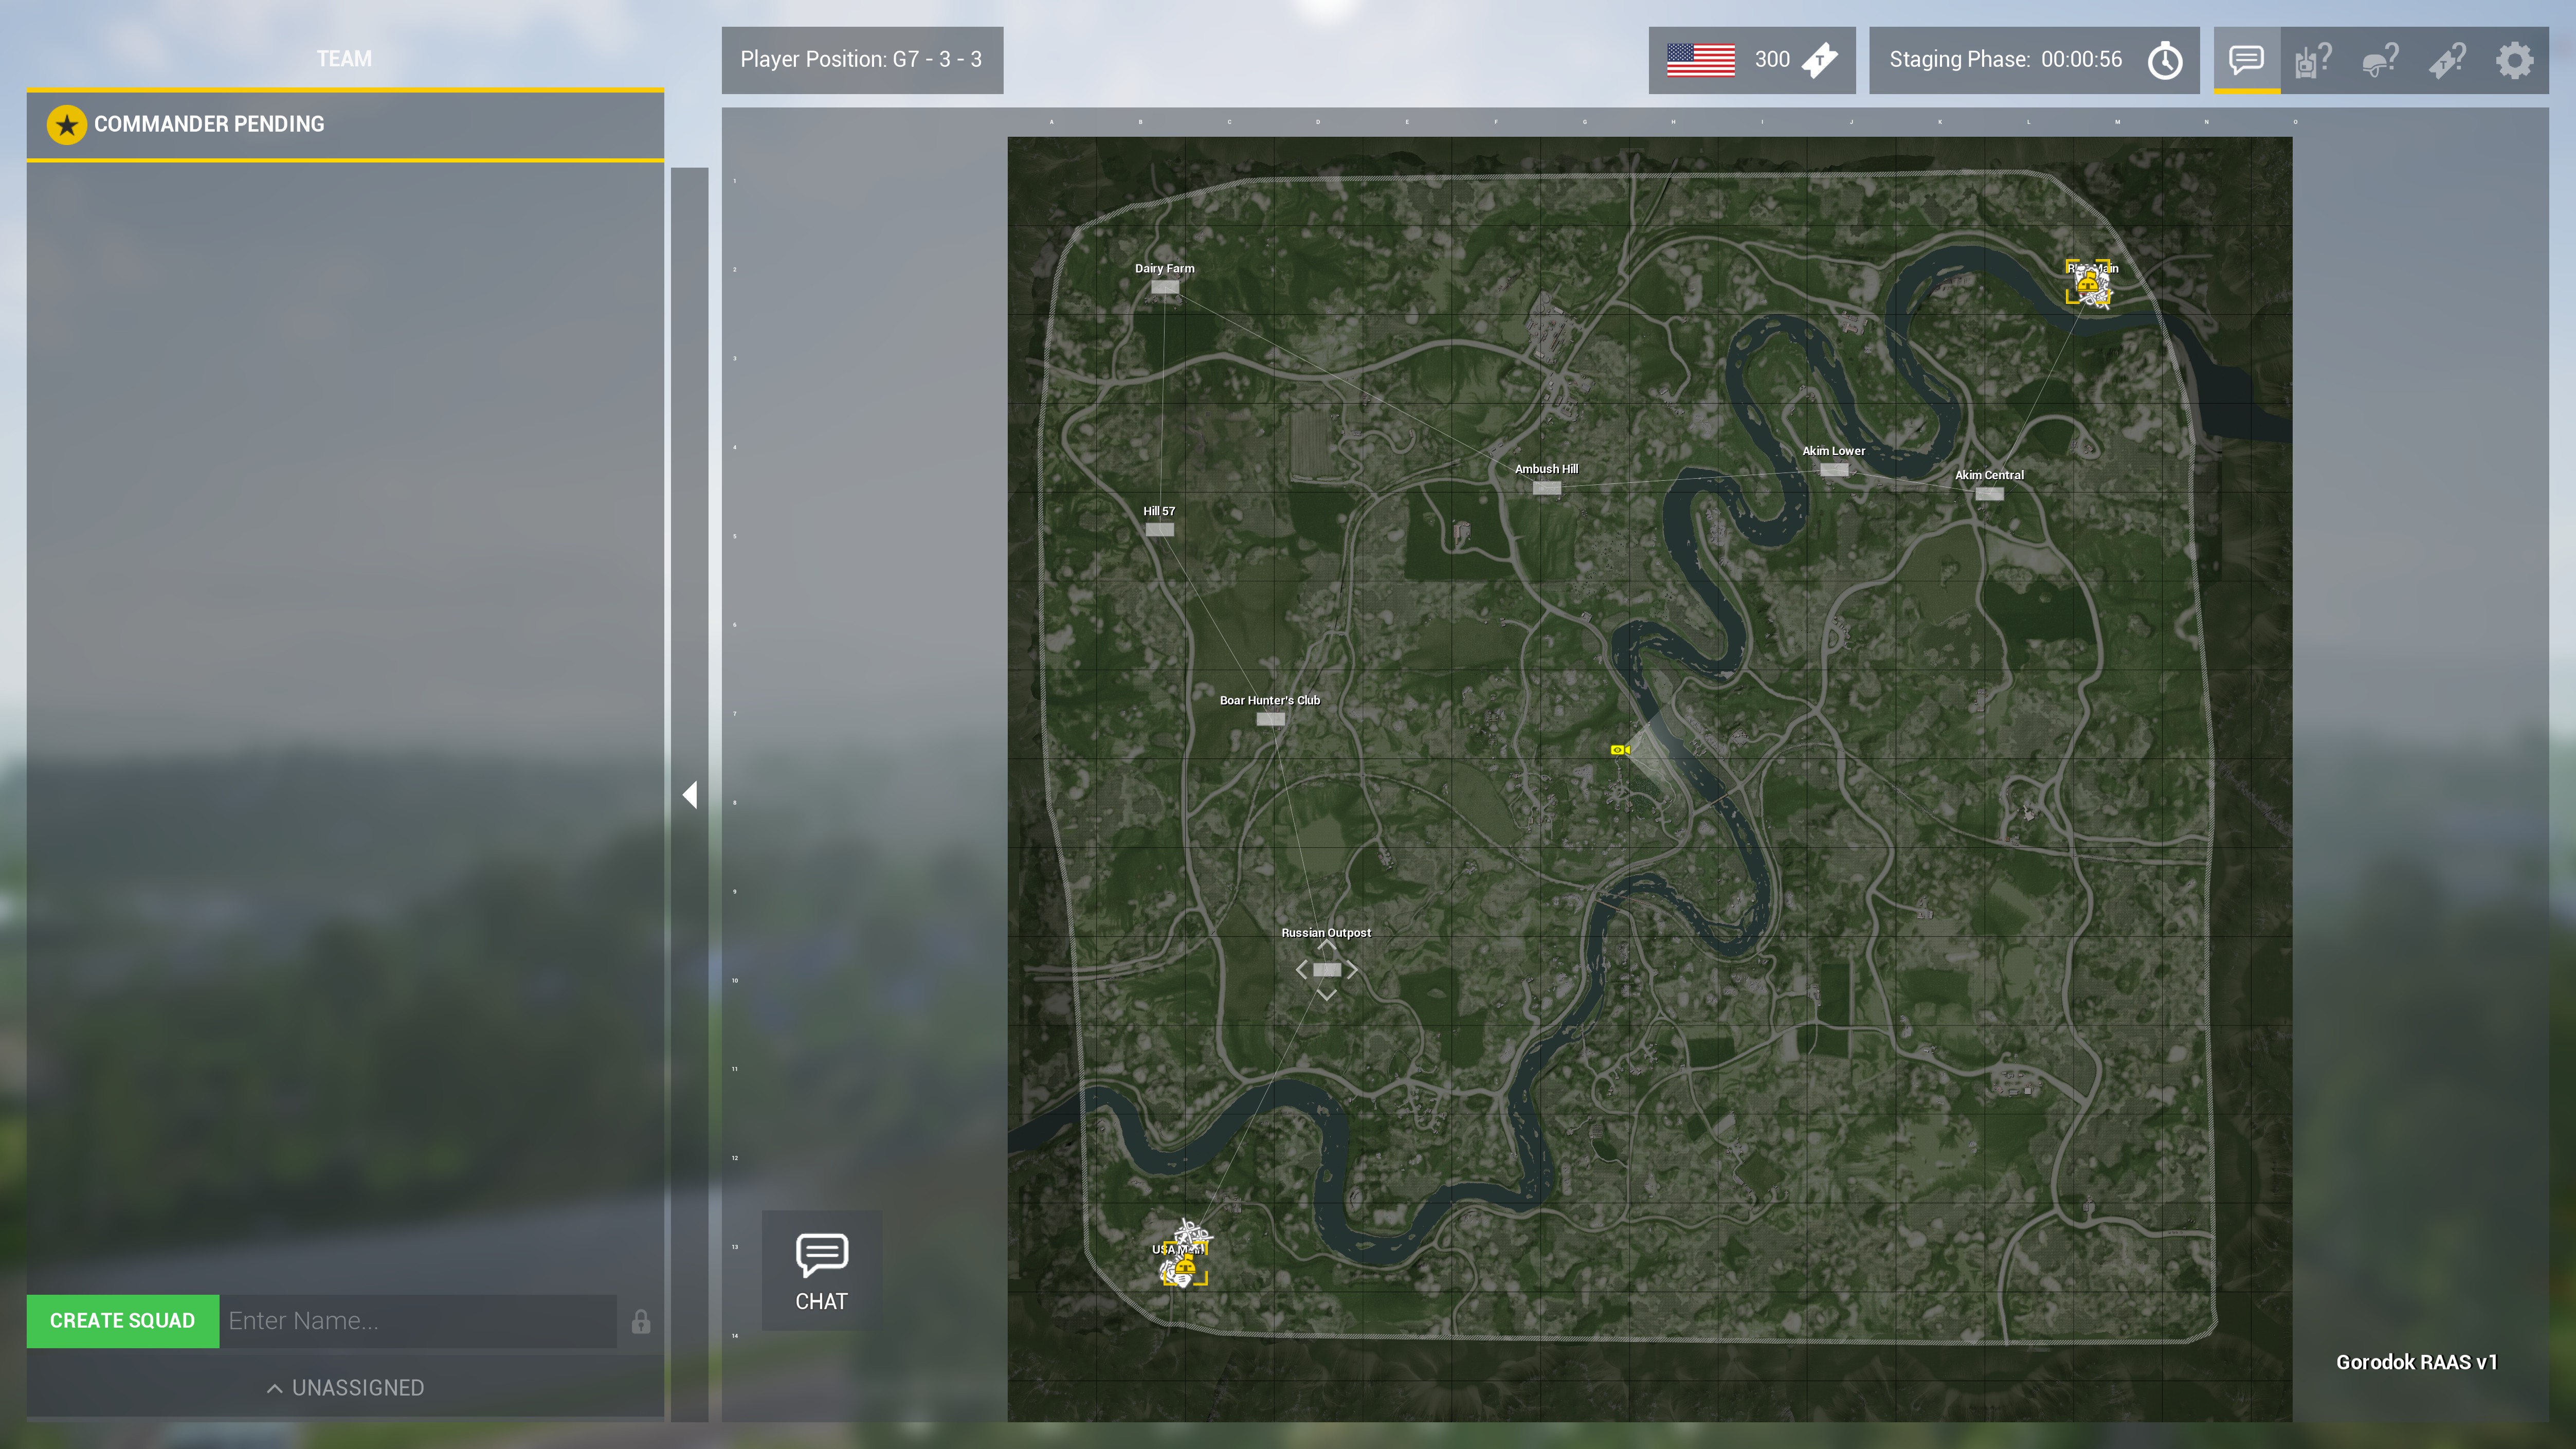 TEAM
COMMANDER PENDING
CREATE SQUAD
Enter Name...
UNASSIGNED
Player Position: G7 - 3 - 3
300
Staging Phase: 00:00:56
A B C D E F G H I J K L M N O
1
2
3
4
5
6
7
8
9
10
11
12
13
14
Dairy Farm
Main
Akim Lower
Ambush Hill
Akim Central
Hill 57
Boar Hunter's Club
Russian Outpost
USA
CHAT
Gorodok RAAS v1